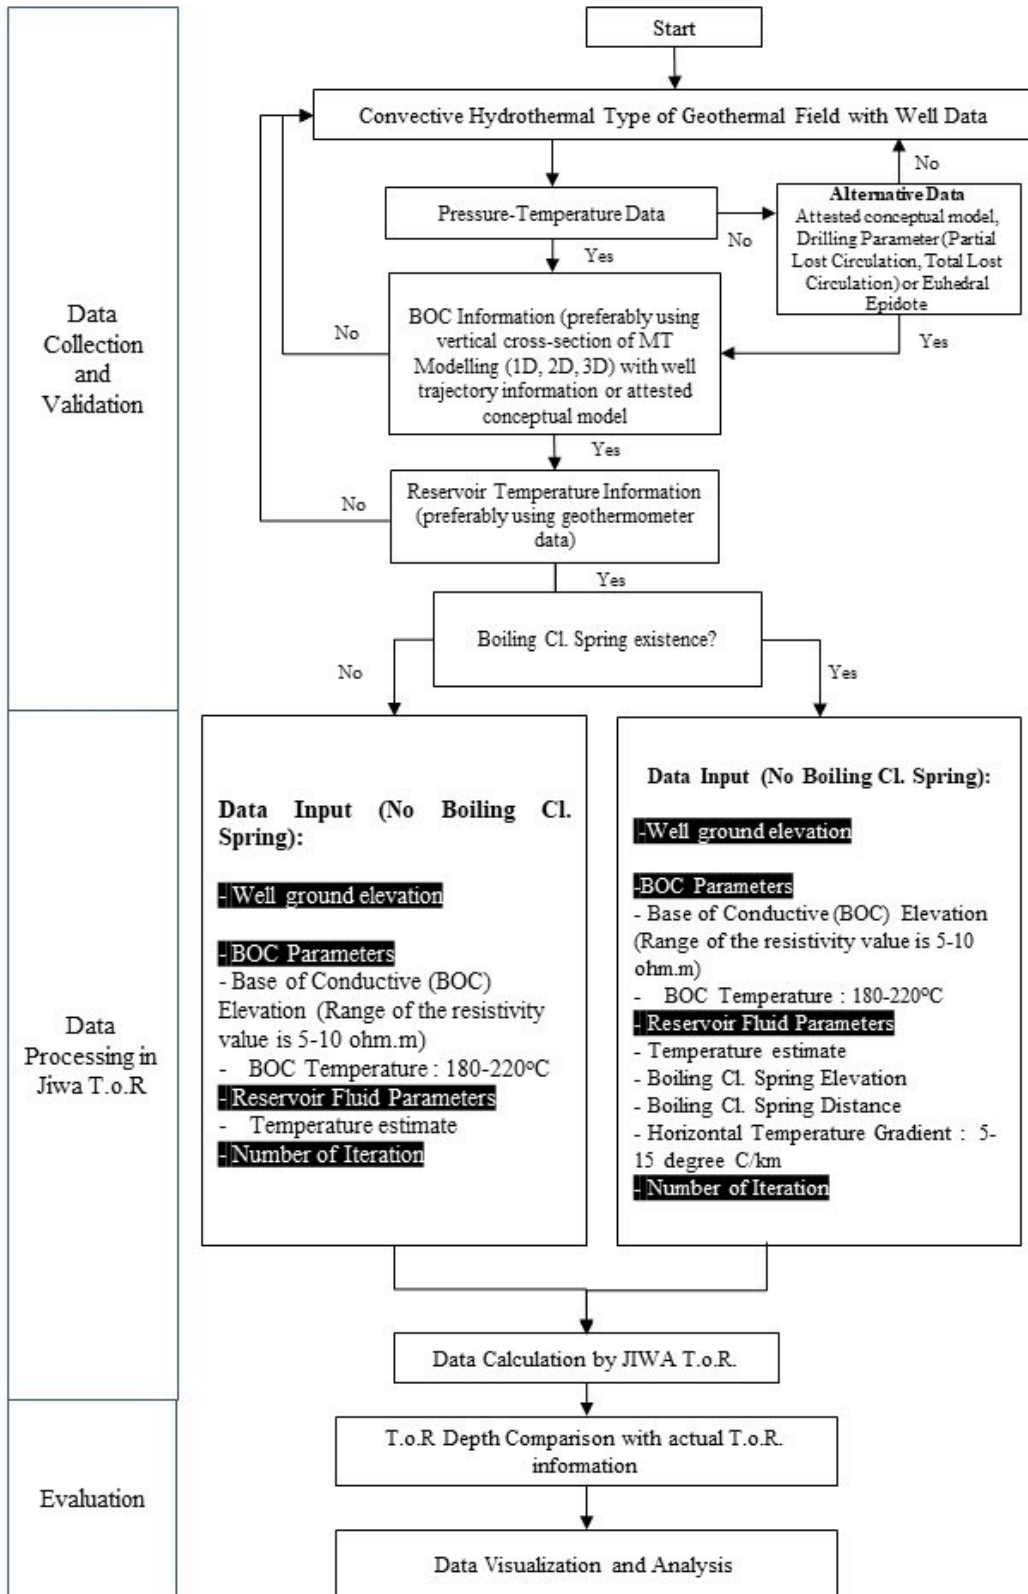 Start
Convective Hydrothermal Type of Geothermal Field with Well Data
No
Pressure-Temperature Data
No
Alternative Data
Attested conceptual model,
Drilling Parameter (Partial
Lost Circulation, Total Lost
Circulation) or Euhedral
Epidote
Yes
Yes
Data
Collection
and
Validation
No
BOC Information (preferably using
vertical cross-section of MT
Modelling (1D, 2D, 3D) with well
trajectory information or attested
conceptual model
Yes
No
Reservoir Temperature Information
(preferably using geothermometer
data)
Yes
Boiling Cl. Spring existence?
No
Yes
Data
Processing in
Jiwa T.o.R
Data Input (No Boiling Cl.
Spring):
- Well ground elevation
- BOC Parameters
- Base of Conductive (BOC)
Elevation (Range of the resistivity
value is 5-10 ohm.m)
- BOC Temperature : 180-220°C
- Reservoir Fluid Parameters
- Temperature estimate
- Number of Iteration
Data Input (No Boiling Cl. Spring):
-Well ground elevation
-BOC Parameters
- Base of Conductive (BOC) Elevation
(Range of the resistivity value is 5-10
ohm.m)
- BOC Temperature : 180-220°C
- Reservoir Fluid Parameters
- Temperature estimate
- Boiling Cl. Spring Elevation
- Boiling Cl. Spring Distance
- Horizontal Temperature Gradient : 5-
15 degree C/km
- Number of Iteration
Data Calculation by JIWA T.o.R.
Evaluation
T.o.R Depth Comparison with actual T.o.R.
information
Data Visualization and Analysis